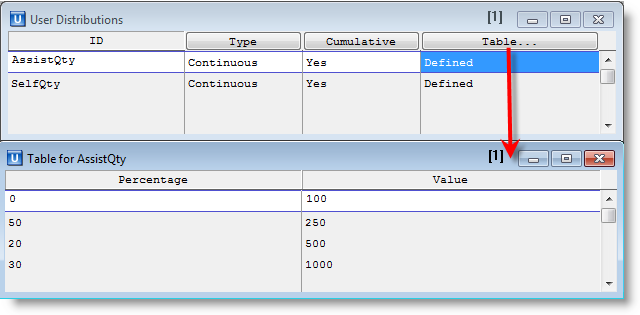 U User Distributions [1]
ID Type Cumulative Table...
AssistQty Continuous Yes Defined
SelfQty Continuous Yes Defined
U Table for AssistQty [1]
Percentage Value
0 100
50 250
20 500
30 1000